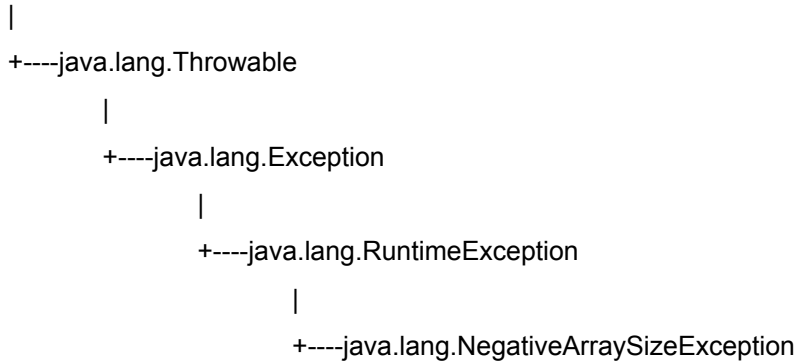 |
+----java.lang.Throwable
|
+----java.lang.Exception
|
+----java.lang.RuntimeException
|
+----java.lang.NegativeArraySizeException